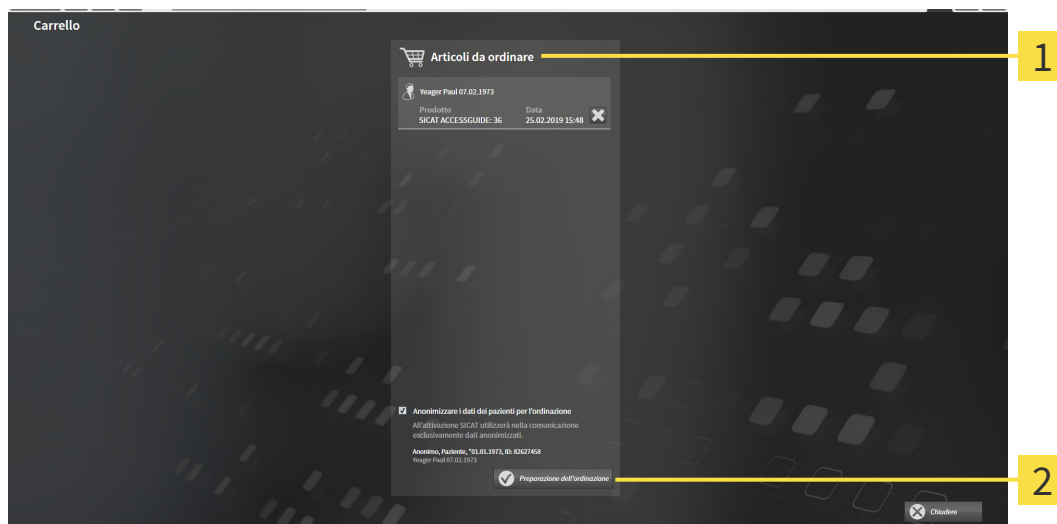 Carrello
Articoli da ordinare
1
Yeager Paul 07.02.1973
Prodotto Data
SICAT ACCESSGUIDE: 36 25.02.2019 15:48
Anonimizzare i dati dei pazienti per l'ordinazione
All'attivazione SICAT utilizzerà nella comunicazione
esclusivamente dati anonimizzati.
Anonimo, Paziente, *01.01.1973, ID: 82627458
Yeager Paul 07.02.1973
Preparazione dell'ordinazione
2
Chiudere